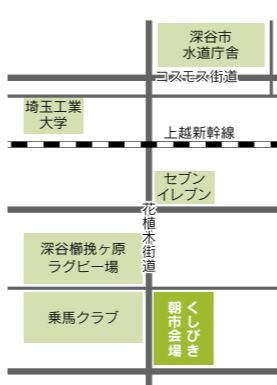 深谷市
水道庁舎
コスモス街道
埼玉工業
大学
上越新幹線
セブン
イレブン
花植木街道
深谷櫛挽ヶ原
ラグビー場
乗馬クラブ
くしびき
朝市会場